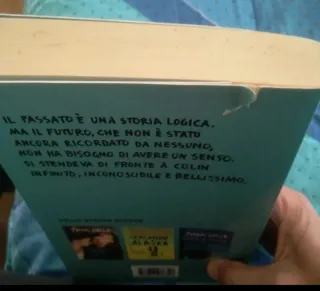 IL PASSATO È UNA STORIA LOGICA.
MA IL FUTURO, CHE NON È STATO
ANCORA RICORDATO DA NESSUNO,
NON HA BISOGNO DI AVERE UN SENSO.
SI STENDEVA DI FRONTE A COLIN
INFINITO, INCONOSCIBILE E BELLISSIMO.
ALASKA